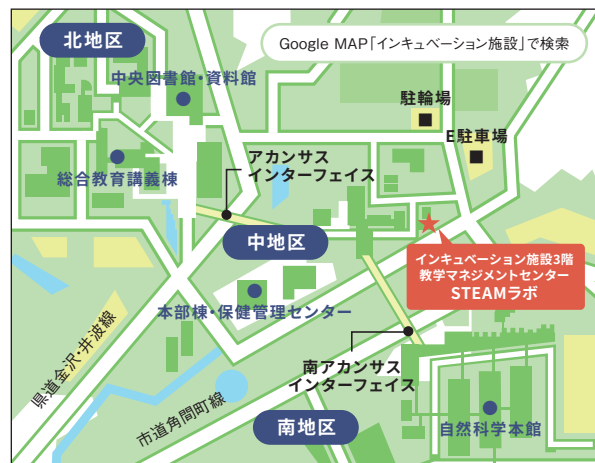 北地区
Google MAP「インキュベーション施設」で検索
中央図書館・資料館
駐輪場
E駐車場
総合教育講義棟
アカンサス
インターフェイス
中地区
インキュベーション施設3階
教学マネジメントセンター
STEAMラボ
本部棟・保健管理センター
県道金沢・井波線
南アカンサス
インターフェイス
市道角間町線
南地区
自然科学本館